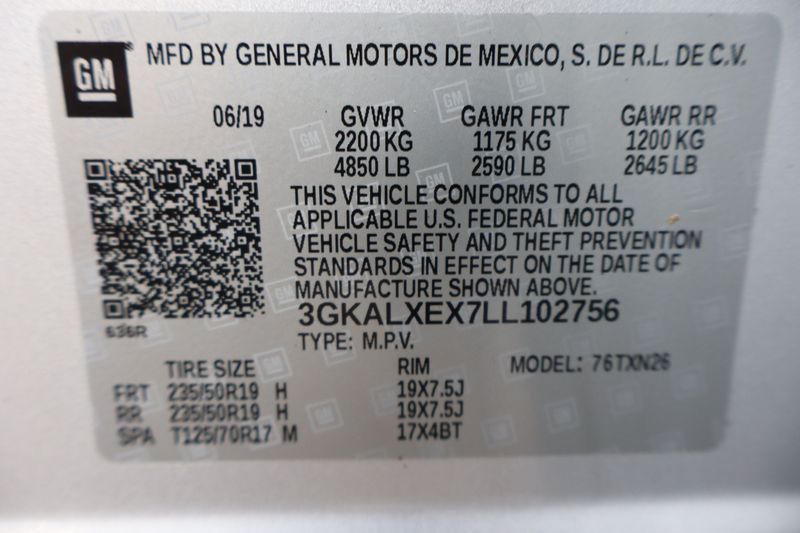 GM MFD BY GENERAL MOTORS DE MEXICO, S. DE R.L. DE C.V.
06/19 GVWR GAWR FRT GAWR RR
2200 KG 1175 KG 1200 KG
4850 LB 2590 LB 2645 LB
THIS VEHICLE CONFORMS TO ALL
APPLICABLE U.S. FEDERAL MOTOR
VEHICLE SAFETY AND THEFT PREVENTION
STANDARDS IN EFFECT ON THE DATE OF
MANUFACTURE SHOWN ABOVE.
636R
3GKALXEX7LL102756
TYPE: M.P.V.
TIRE SIZE RIM MODEL: 76TXN26
FRT 235/50R19 H 19X7.5J
RR 235/50R19 H 19X7.5J
SPA T125/70R17 M 17X4BT